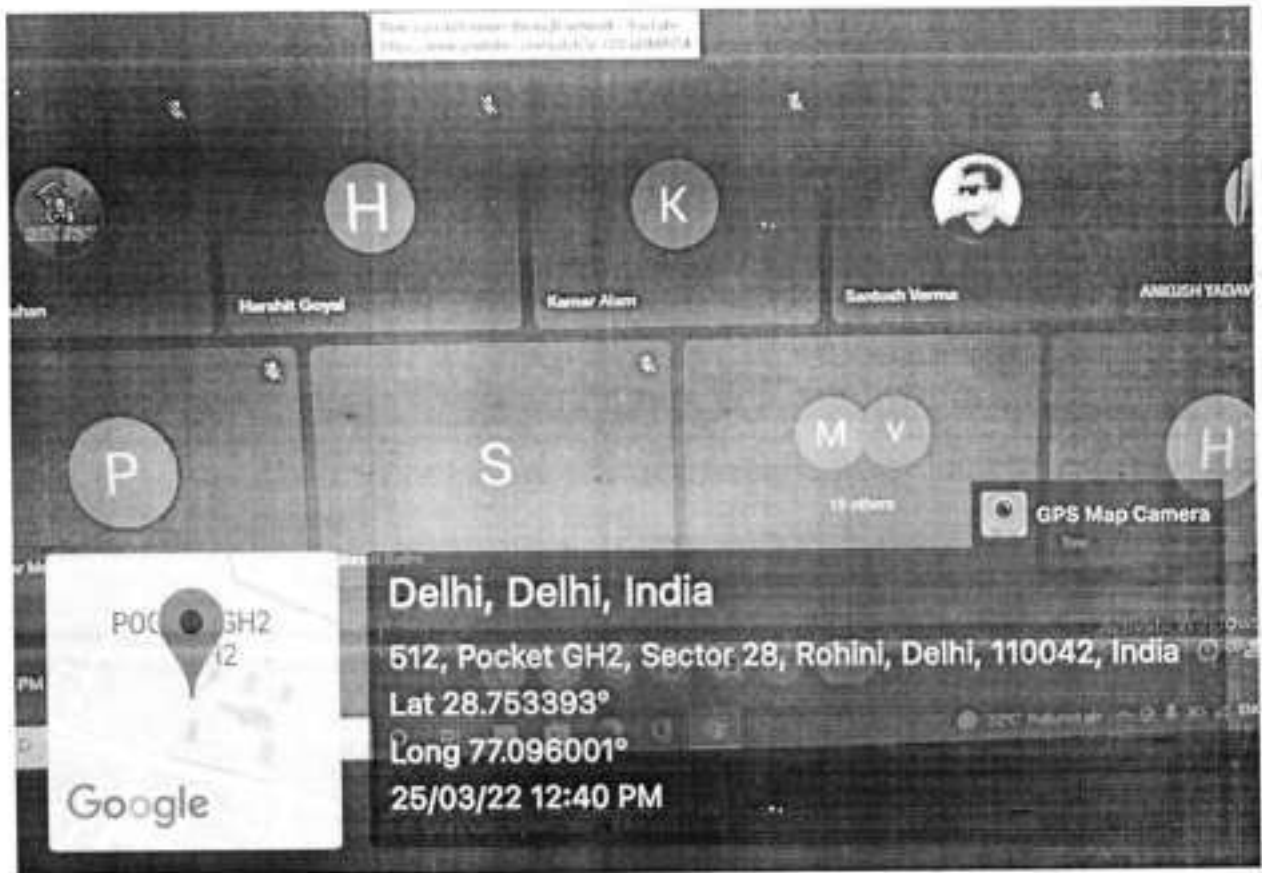 H
K
Harshit Goyal
Kamar Alam
Santosh Verma
ANKUSH YADAV
P
S
M V
H
GPS Map Camera
Delhi, Delhi, India
512, Pocket GH2, Sector 28, Rohini, Delhi, 110042, India
Lat 28.753393°
Long 77.096001°
25/03/22 12:40 PM
Google